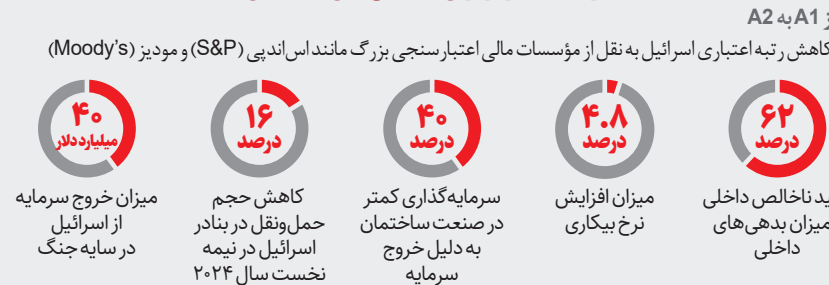 از A1 به A2
کاهش رتبه اعتباری اسرائیل به نقل از مؤسسات مالی اعتبارسنجی بزرگ مانند اس‌اندپی (S&P) و مودیز (Moody's)
۶۲
درصد
داخلی ناخالص
میزان بدهی‌های
داخلی
۴.۸
درصد
میزان افزایش
نرخ بیکاری
۴۰
درصد
سرمایه‌گذاری کمتر
در صنعت ساختمان
به دلیل خروج
سرمایه
۱۶
درصد
کاهش حجم
حمل‌ونقل در بنادر
اسرائیل در نیمه
نخست سال ۲۰۲۴
۴۰
میلیارد دلار
میزان خروج سرمایه
از اسرائیل
در سایه جنگ